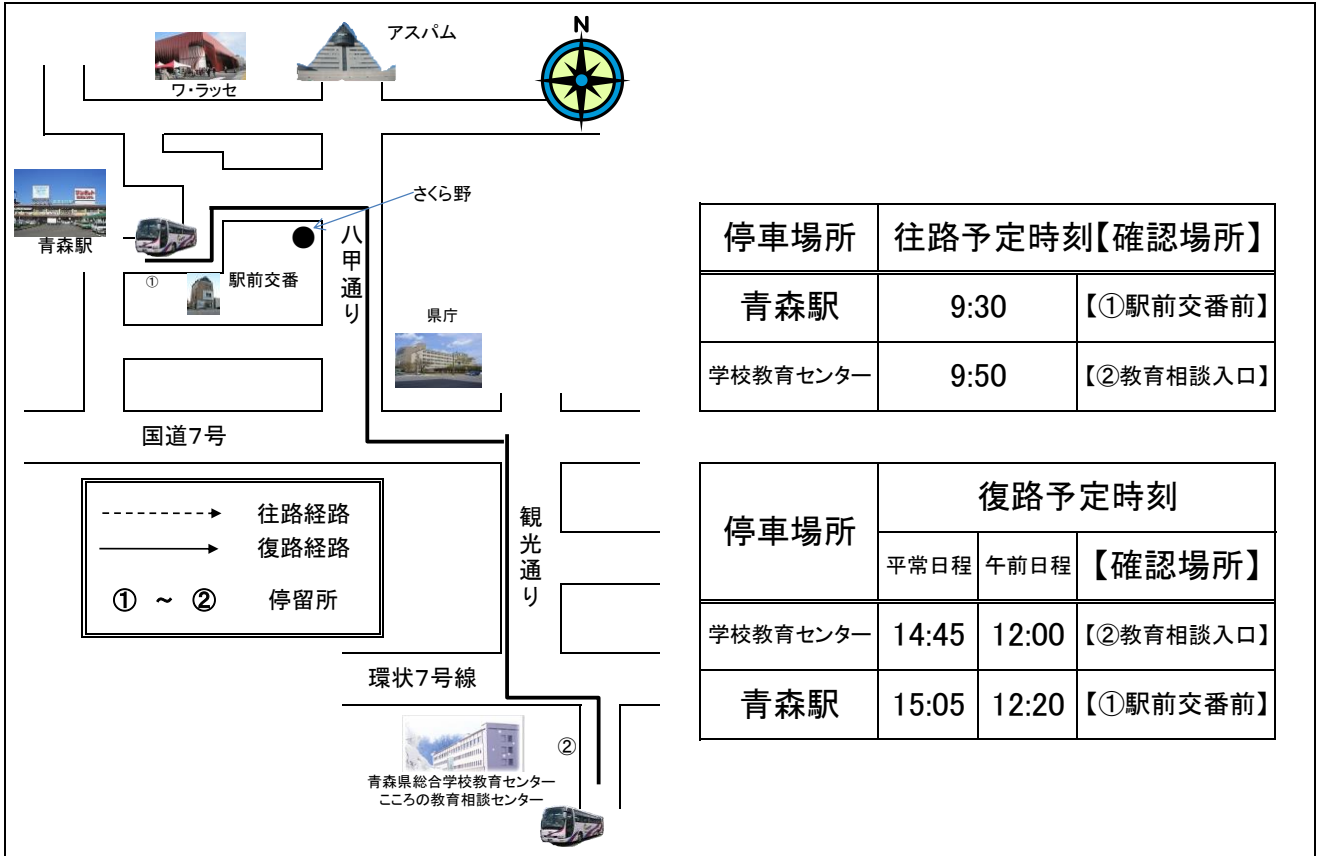 N
アスパム
ワ・ラッセ
さくら野
青森駅
①
駅前交番
八甲通り
県庁
国道7号
往路経路
復路経路
① ～ ② 停留所
観光通り
環状7号線
②
青森県総合学校教育センター
こころの教育相談センター
停車場所 往路予定時刻【確認場所】
青森駅 9:30 【①駅前交番前】
学校教育センター 9:50 【②教育相談入口】
停車場所 復路予定時刻
平常日程 午前日程 【確認場所】
学校教育センター 14:45 12:00 【②教育相談入口】
青森駅 15:05 12:20 【①駅前交番前】